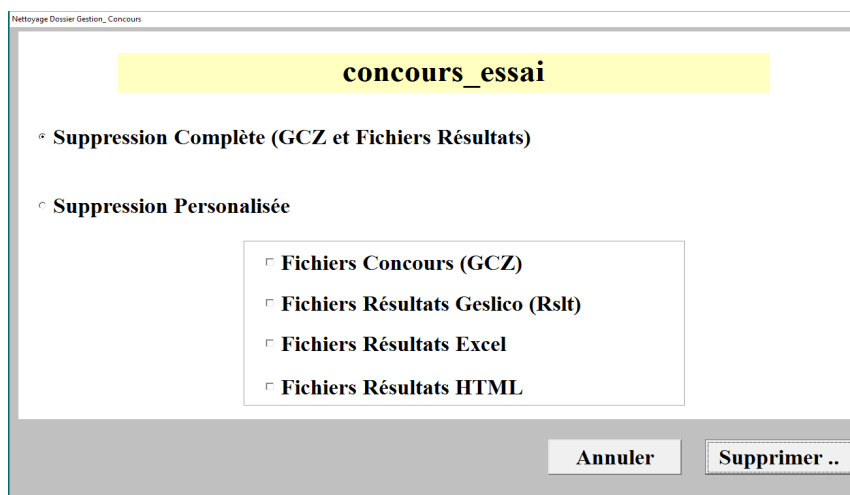 Nettoyage Dossier Gestion_ Concours
concours_essai
Suppression Complète (GCZ et Fichiers Résultats)
Suppression Personalisée
Fichiers Concours (GCZ)
Fichiers Résultats Geslico (Rslt)
Fichiers Résultats Excel
Fichiers Résultats HTML
Annuler
Supprimer ..